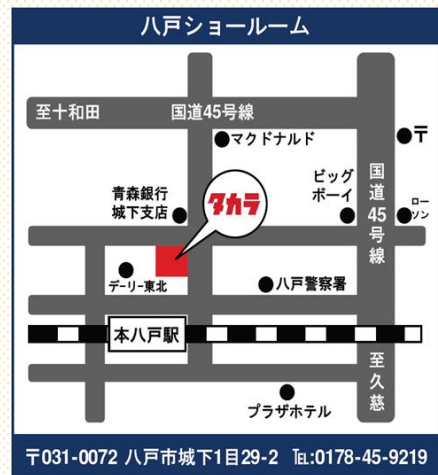 八戸ショールーム
至十和田
国道45号線
マクドナルド
〒
ビッグ
ボーイ
国道45号線
ロー
ソン
青森銀行
城下支店
タカラ
デーリー東北
八戸警察署
本八戸駅
至久慈
プラザホテル
〒031-0072 八戸市城下1目29-2 ℡:0178-45-9219